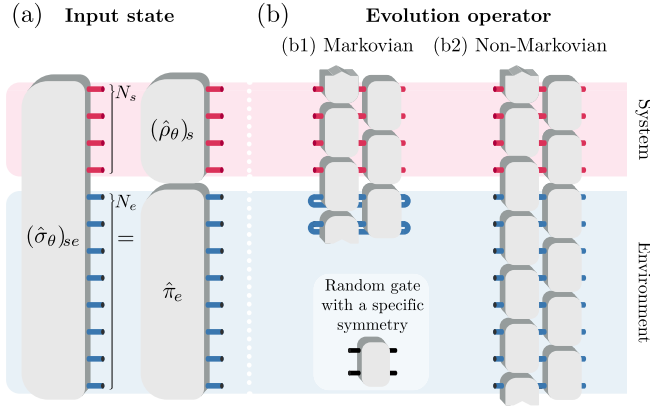 (a) Input state
(b) Evolution operator
(b1) Markovian
(b2) Non-Markovian
N_s
(ρ̂_θ)_s
System
(σ̂_θ)_se
N_e
=
π̂_e
Environment
Random gate
with a specific
symmetry